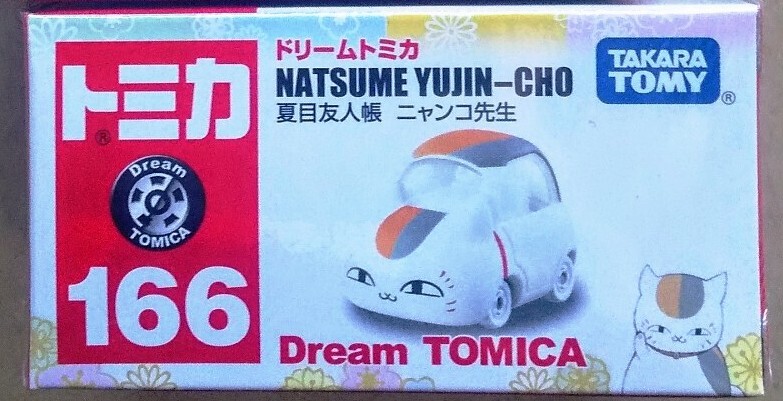 トミカ
®
Dream
TOMICA
166
ドリームトミカ
NATSUME YUJIN-CHO
夏目友人帳 ニャンコ先生
TAKARA
TOMY
®
Dream TOMICA